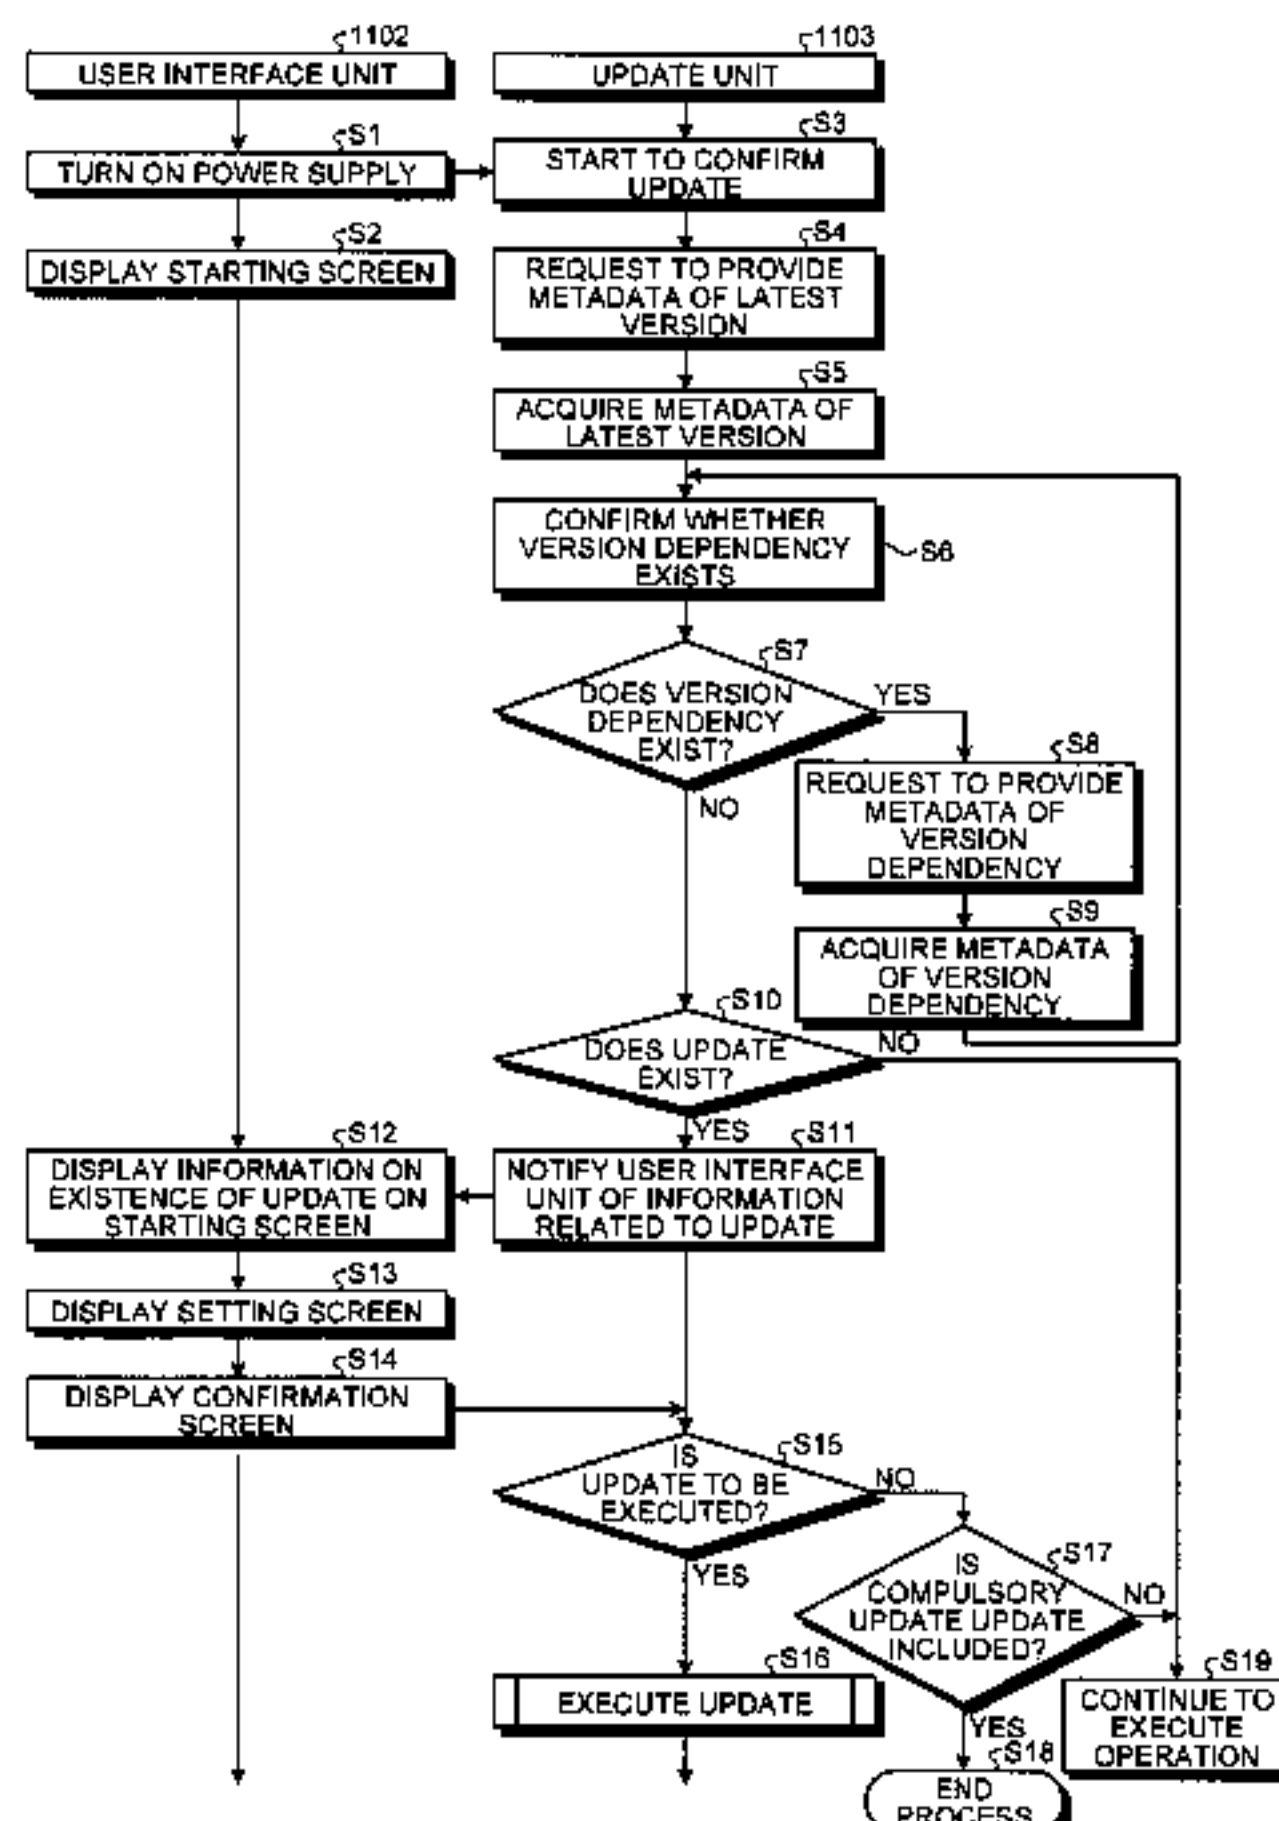 1102
USER INTERFACE UNIT
1103
UPDATE UNIT
S1
TURN ON POWER SUPPLY
S3
START TO CONFIRM
UPDATE
S2
DISPLAY STARTING SCREEN
S4
REQUEST TO PROVIDE
METADATA OF LATEST
VERSION
S5
ACQUIRE METADATA OF
LATEST VERSION
CONFIRM WHETHER
VERSION DEPENDENCY
EXISTS
S6
S7
DOES VERSION
DEPENDENCY
EXIST?
YES
NO
S8
REQUEST TO PROVIDE
METADATA OF
VERSION
DEPENDENCY
S9
ACQUIRE METADATA
OF VERSION
DEPENDENCY
S10
DOES UPDATE
EXIST?
NO
YES
S12
DISPLAY INFORMATION ON
EXISTENCE OF UPDATE ON
STARTING SCREEN
S11
NOTIFY USER INTERFACE
UNIT OF INFORMATION
RELATED TO UPDATE
S13
DISPLAY SETTING SCREEN
S14
DISPLAY CONFIRMATION
SCREEN
S15
IS
UPDATE TO BE
EXECUTED?
NO
YES
S17
IS
COMPULSORY
UPDATE UPDATE
INCLUDED?
NO
YES
S16
EXECUTE UPDATE
S19
CONTINUE TO
EXECUTE
OPERATION
S18
END
PROCESS